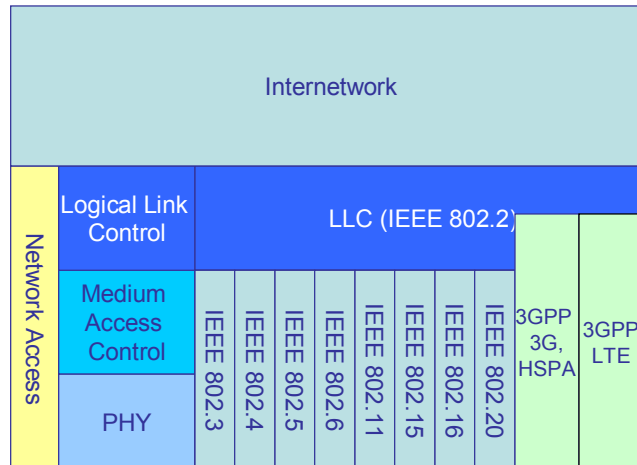 Internetwork
Network Access
Logical Link
Control
LLC (IEEE 802.2)
Medium
Access
Control
PHY
IEEE 802.3
IEEE 802.4
IEEE 802.5
IEEE 802.6
IEEE 802.11
IEEE 802.15
IEEE 802.16
IEEE 802.20
3GPP
3G,
HSPA
3GPP
LTE